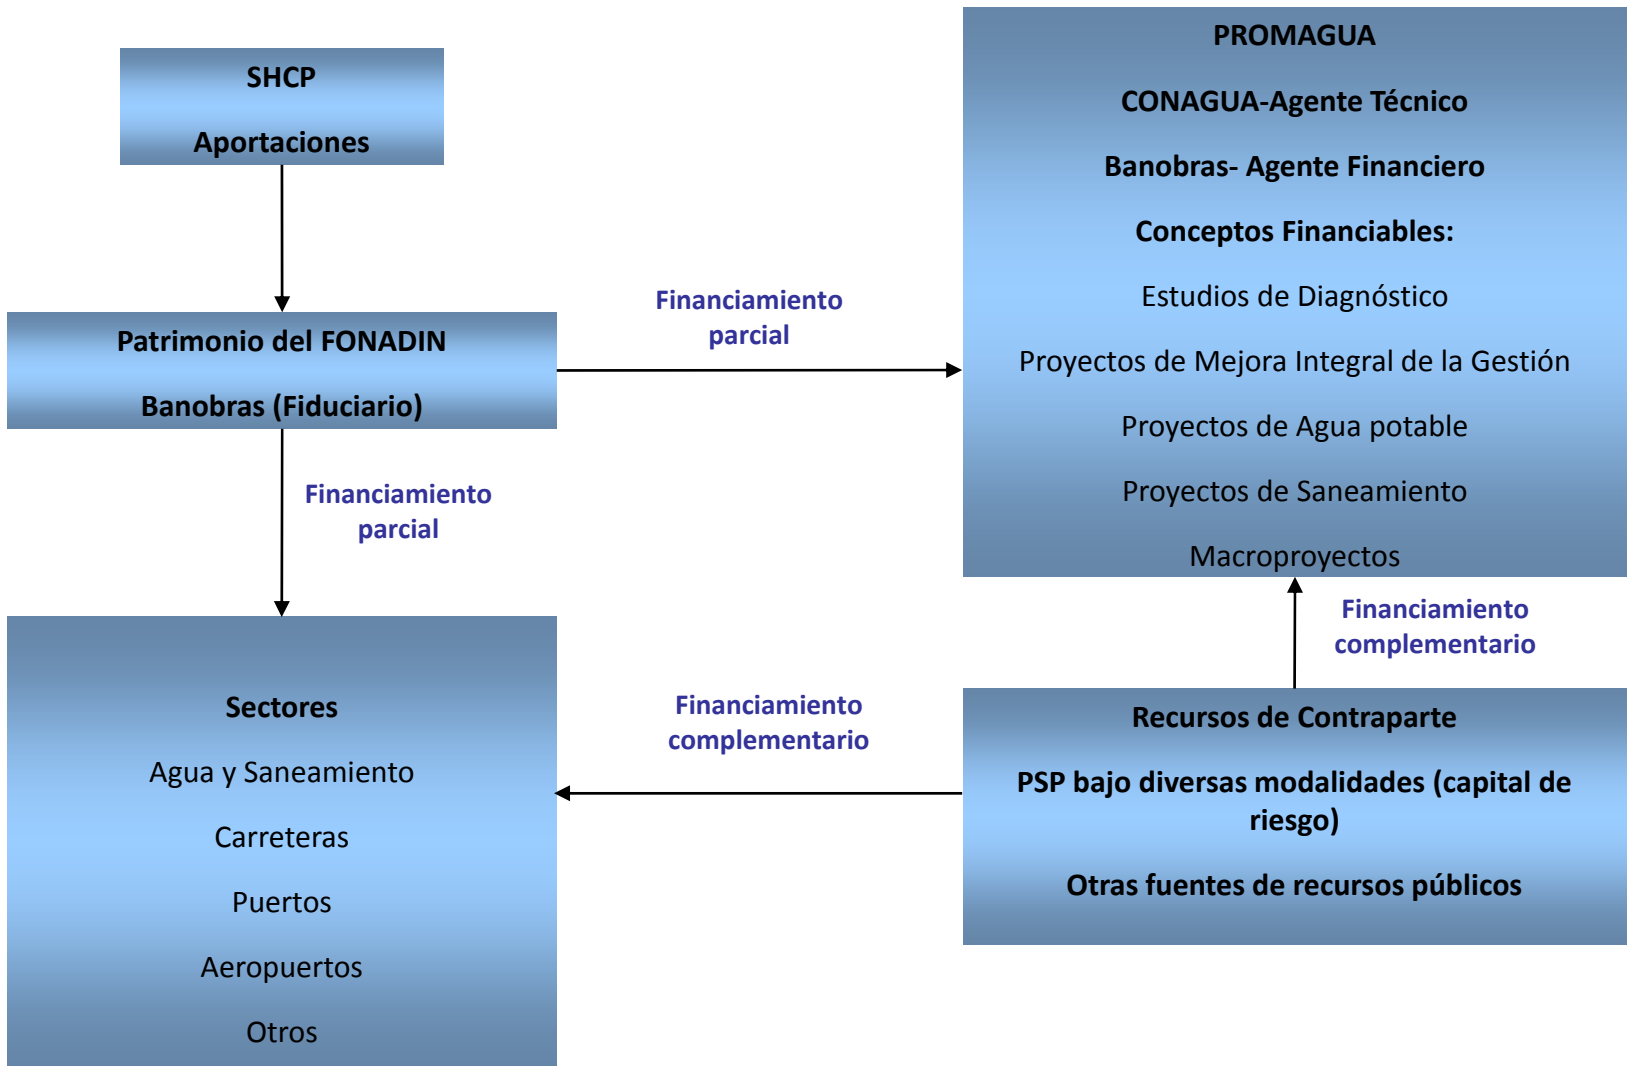 SHCP
Aportaciones
Patrimonio del FONADIN
Banobras (Fiduciario)
Financiamiento
parcial
PROMAGUA
CONAGUA-Agente Técnico
Banobras- Agente Financiero
Conceptos Financiables:
Estudios de Diagnóstico
Proyectos de Mejora Integral de la Gestión
Proyectos de Agua potable
Proyectos de Saneamiento
Macroproyectos
Financiamiento
parcial
Sectores
Agua y Saneamiento
Carreteras
Puertos
Aeropuertos
Otros
Financiamiento
complementario
Financiamiento
complementario
Recursos de Contraparte
PSP bajo diversas modalidades (capital de
riesgo)
Otras fuentes de recursos públicos